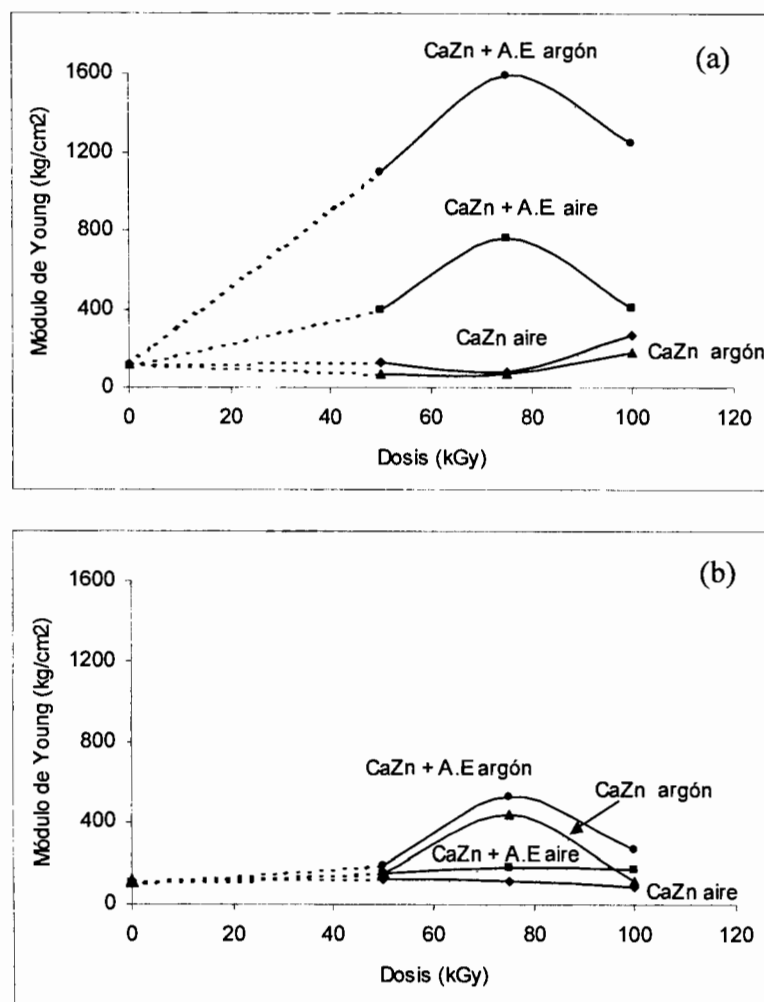 (a)
CaZn + A.E argón
CaZn + A.E aire
CaZn aire
CaZn argón
Módulo de Young (kg/cm2)
1600
1200
800
400
0
0 20 40 60 80 100 120
Dosis (kGy)
(b)
CaZn + A.E argón
CaZn argón
CaZn + A.E aire
CaZn aire
Módulo de Young (kg/cm2)
1600
1200
800
400
0
0 20 40 60 80 100 120
Dosis (kGy)